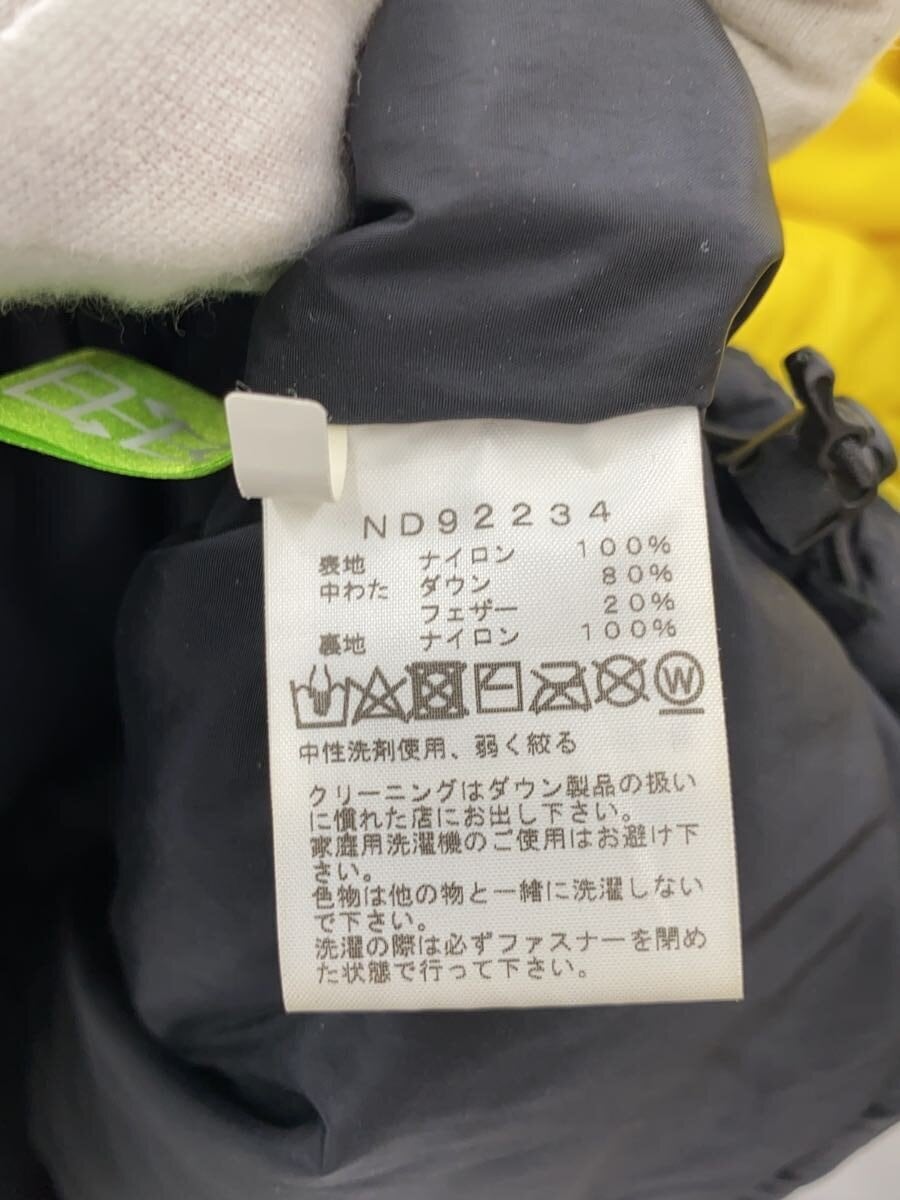 ND92234
表地 ナイロン 100%
中わた ダウン 80%
フェザー 20%
裏地 ナイロン 100%
W
中性洗剤使用、弱く絞る
クリーニングはダウン製品の扱い
に慣れた店にお出し下さい。
家庭用洗濯機のご使用はお避け下
さい。
色物は他の物と一緒に洗濯しない
で下さい。
洗濯の際は必ずファスナーを閉め
た状態で行って下さい。